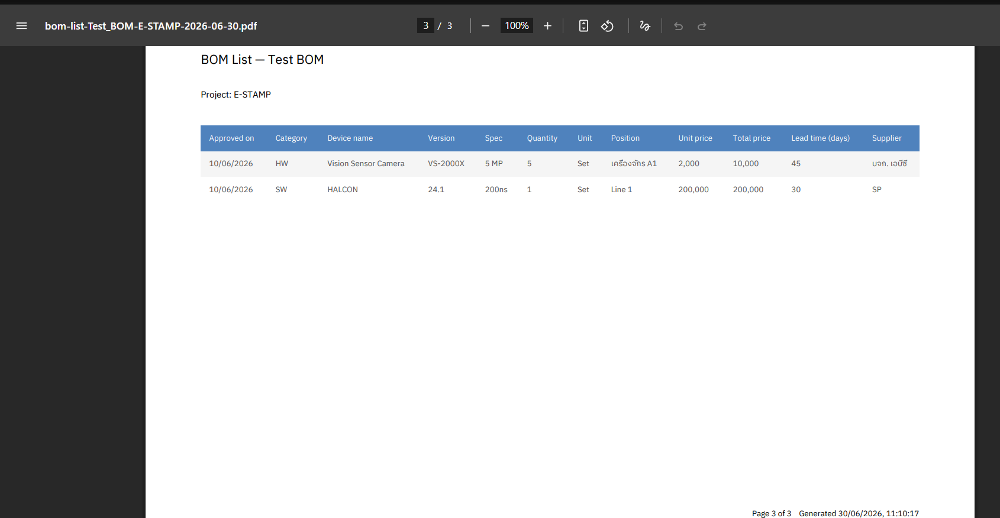 bom-list-Test_BOM-E-STAMP-2026-06-30.pdf 3 / 3 100%
BOM List — Test BOM
Project: E-STAMP
Approved on Category Device name Version Spec Quantity Unit Position Unit price Total price Lead time (days) Supplier
10/06/2026 HW Vision Sensor Camera VS-2000X 5 MP 5 Set เครื่องจักร A1 2,000 10,000 45 บจก. เอบีซี
10/06/2026 SW HALCON 24.1 200ns 1 Set Line 1 200,000 200,000 30 SP
Page 3 of 3 Generated 30/06/2026, 11:10:17